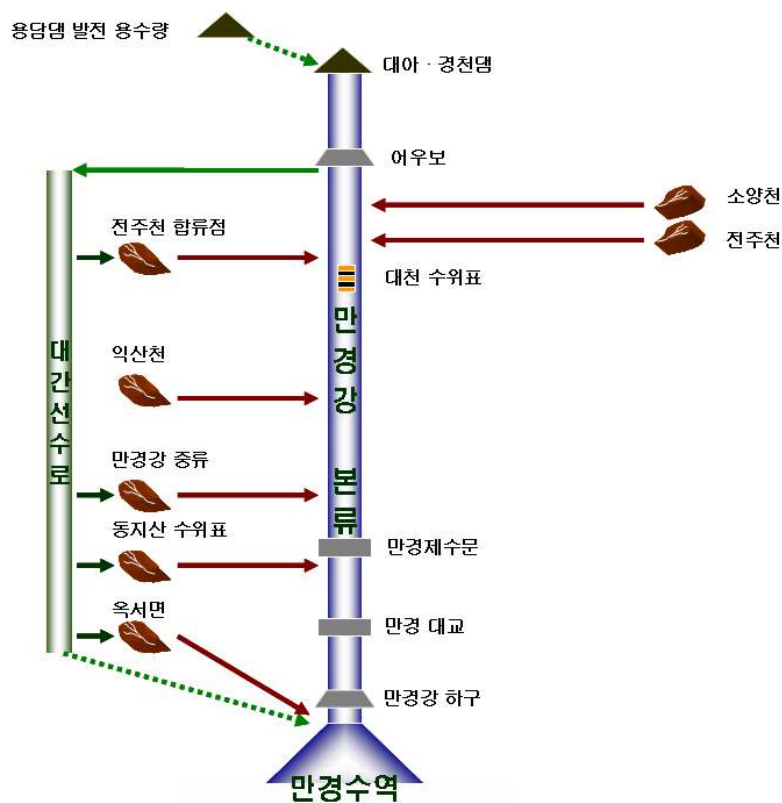 용담댐 발전 용수량
대아 · 경천댐
어우보
소양천
전주천 합류점
전주천
대천 수위표
만경강 본류
대간선수로
익산천
만경강 중류
동지산 수위표
만경제수문
옥서면
만경 대교
만경강 하구
만경수역